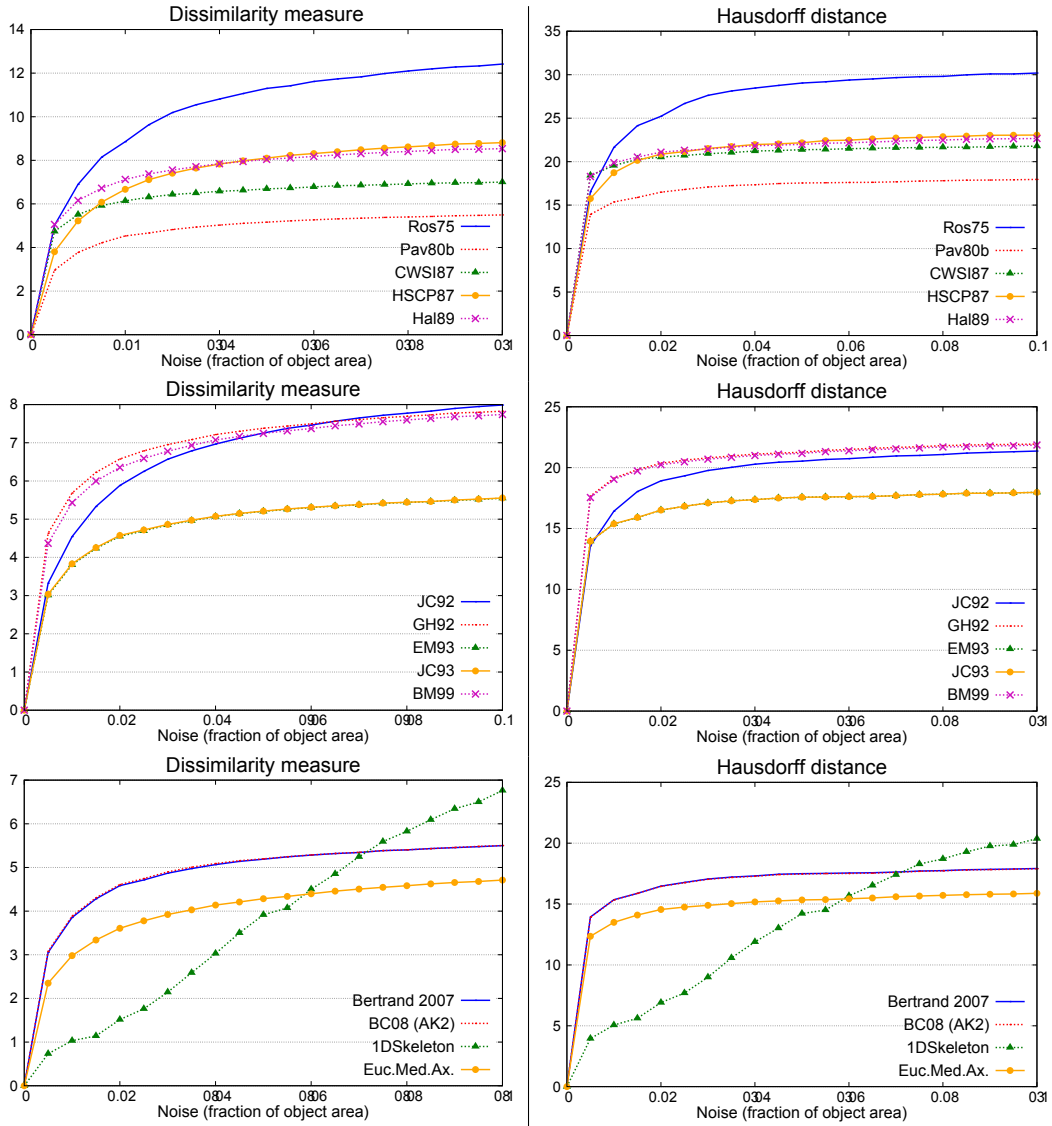 Dissimilarity measure
14
12
10
8
6
4
2
0
Ros75
Pav80b
CWSI87
HSCP87
Hal89
0
Noise (fraction of object area)
Hausdorff distance
35
30
25
20
15
10
5
0
Ros75
Pav80b
CWSI87
HSCP87
Hal89
0 0.02 0.08 0.1
Noise (fraction of object area)
Dissimilarity measure
8
7
6
5
4
3
2
1
0
JC92
GH92
EM93
JC93
BM99
0 0.02 0.1
Noise (fraction of object area)
Hausdorff distance
25
20
15
10
5
0
JC92
GH92
EM93
JC93
BM99
0 0.02 0.08
Noise (fraction of object area)
Dissimilarity measure
7
6
5
4
3
2
1
0
Bertrand 2007
BC08 (AK2)
1DSkeleton
Euc.Med.Ax.
0 0.02
Noise (fraction of object area)
Hausdorff distance
25
20
15
10
5
0
Bertrand 2007
BC08 (AK2)
1DSkeleton
Euc.Med.Ax.
0 0.02 0.08
Noise (fraction of object area)